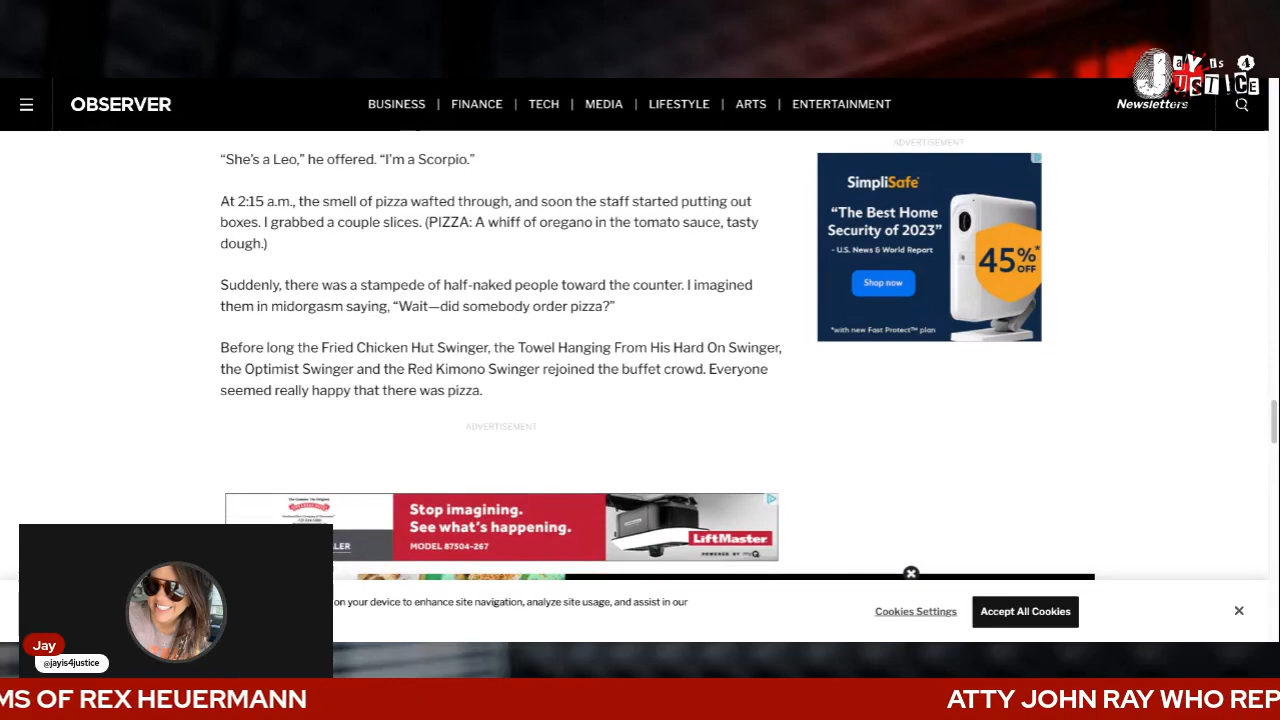 Jay is 4 JUSTICE
OBSERVER
BUSINESS | FINANCE | TECH | MEDIA | LIFESTYLE | ARTS | ENTERTAINMENT
Newsletters
“She’s a Leo,” he offered. “I’m a Scorpio.”
At 2:15 a.m., the smell of pizza wafted through, and soon the staff started putting out
boxes. I grabbed a couple slices. (PIZZA: A whiff of oregano in the tomato sauce, tasty
dough.)
Suddenly, there was a stampede of half-naked people toward the counter. I imagined
them in midorgasm saying, “Wait—did somebody order pizza?”
Before long the Fried Chicken Hut Swinger, the Towel Hanging From His Hard On Swinger,
the Optimist Swinger and the Red Kimono Swinger rejoined the buffet crowd. Everyone
seemed really happy that there was pizza.
ADVERTISEMENT
ADVERTISEMENT
SimpliSafe
“The Best Home
Security of 2023”
- U.S. News & World Report
45%*
OFF
Shop now
*with new Fast Protect™ plan
LER
Stop imagining.
See what’s happening.
MODEL 87504-267
LiftMaster
POWERED BY myQ
on your device to enhance site navigation, analyze site usage, and assist in our
Cookies Settings
Accept All Cookies
Jay
@jayis4justice
MS OF REX HEUERMANN
ATTY JOHN RAY WHO REP